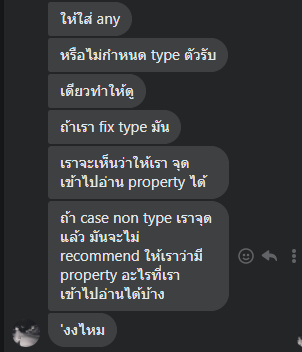 ให้ใส่ any
หรือไม่กำหนด type ตัวรับ
เดียวทำให้ดู
ถ้าเรา fix type มัน
เราจะเห็นว่าให้เรา จุด
เข้าไปอ่าน property ได้
ถ้า case non type เราจุด
แล้ว มันจะไม่
recommend ให้เราว่ามี
property อะไรที่เรา
เข้าไปอ่านได้บ้าง
'งงไหม